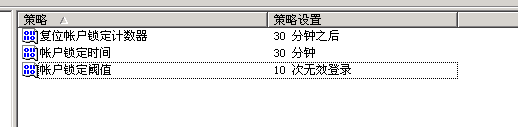 策略 策略设置
复位帐户锁定计数器 30 分钟之后
帐户锁定时间 30 分钟
帐户锁定阈值 10 次无效登录